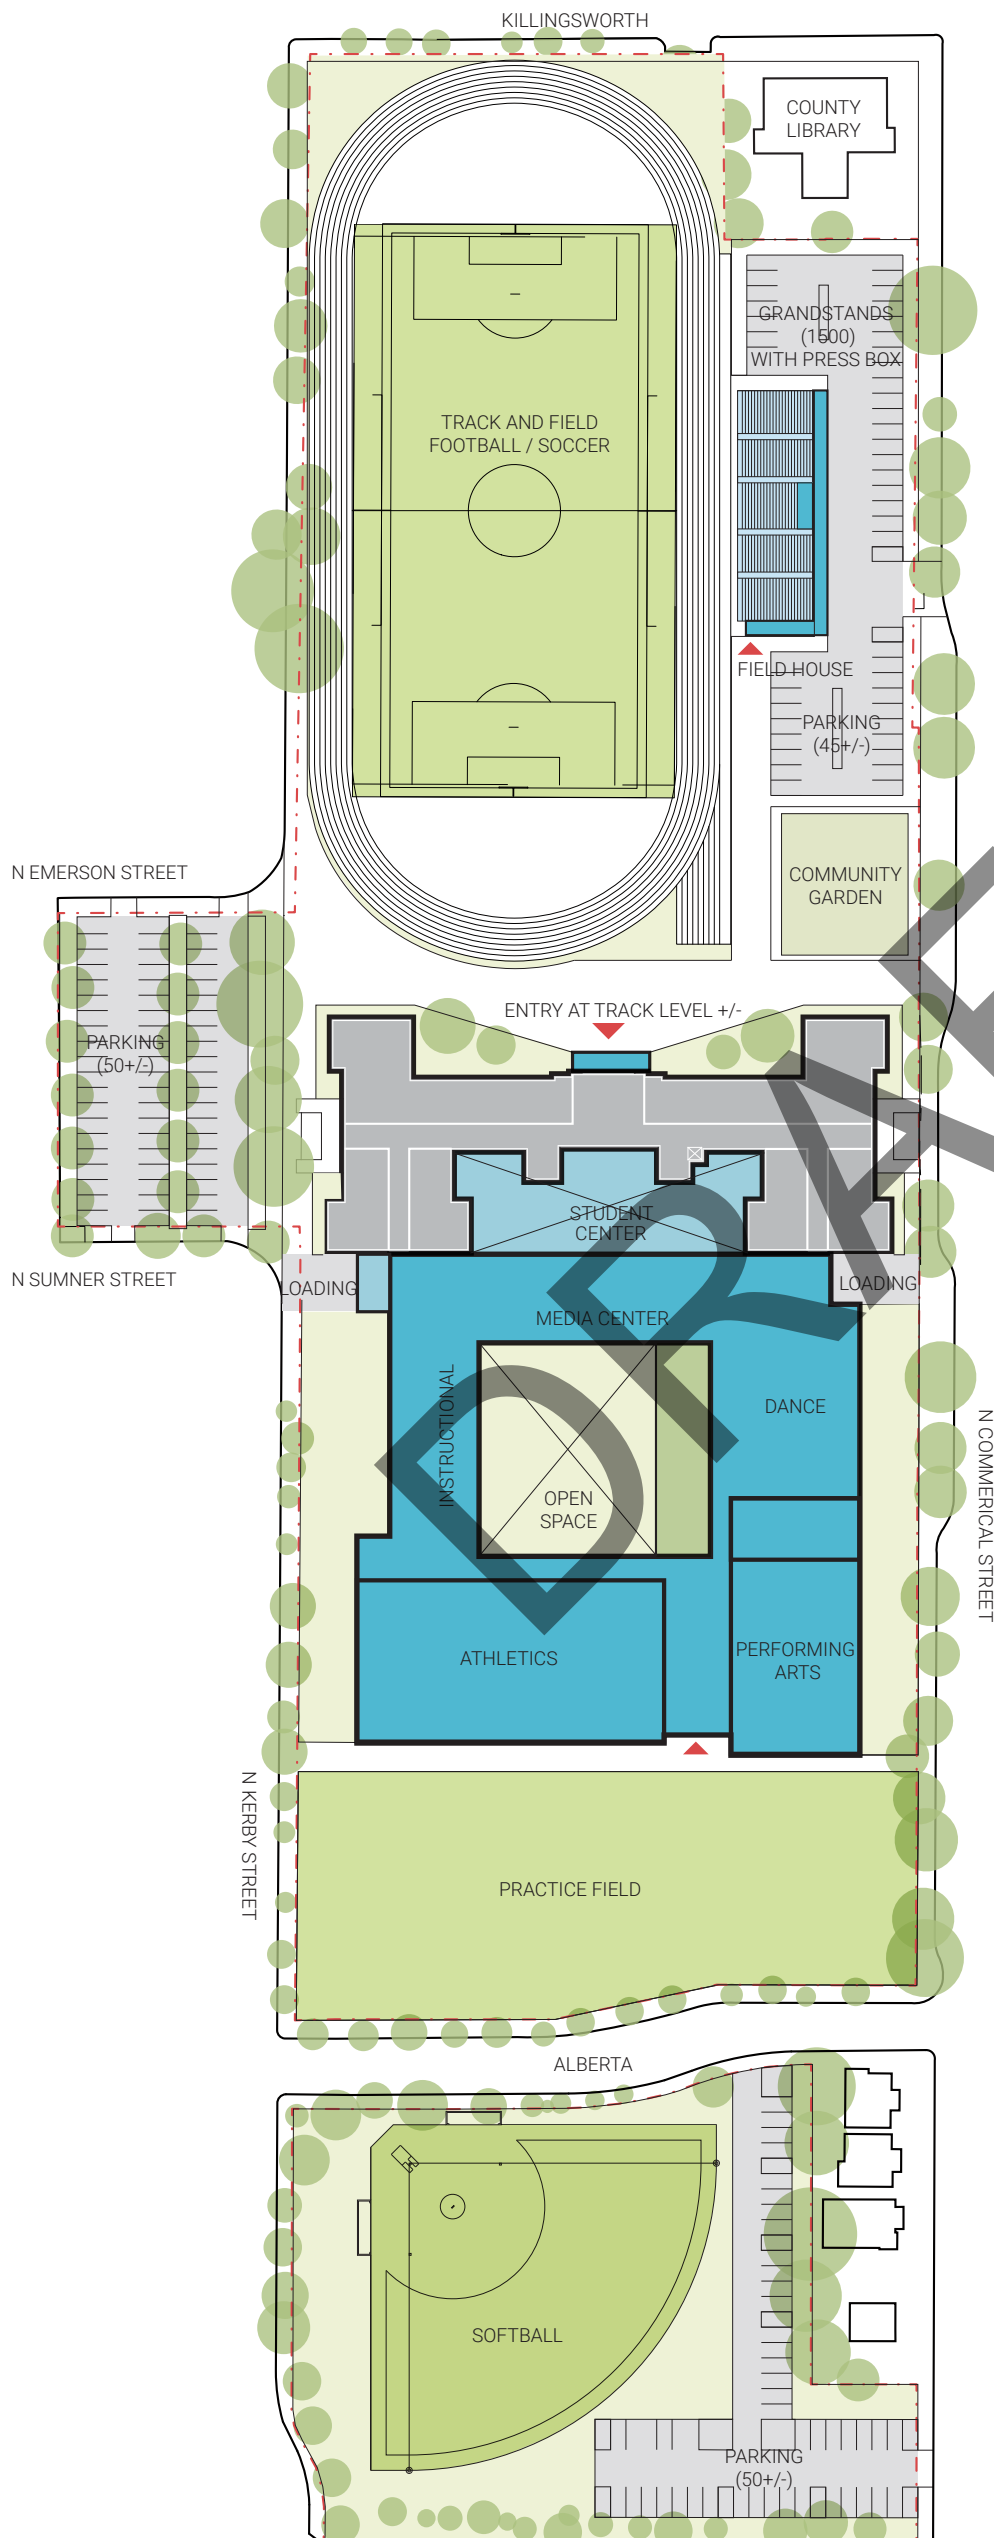 KILLINGSWORTH
COUNTY
LIBRARY
GRANDSTANDS
(1500)
WITH PRESS BOX
TRACK AND FIELD
FOOTBALL / SOCCER
FIELD HOUSE
PARKING
(45+/-)
N EMERSON STREET
COMMUNITY
GARDEN
ENTRY AT TRACK LEVEL +/-
PARKING
(50+/-)
STUDENT
CENTER
N SUMNER STREET
LOADING
LOADING
MEDIA CENTER
INSTRUCTIONAL
DANCE
OPEN
SPACE
N COMMERICAL STREET
ATHLETICS
PERFORMING
ARTS
N KERBY STREET
PRACTICE FIELD
ALBERTA
SOFTBALL
PARKING
(50+/-)
DRA